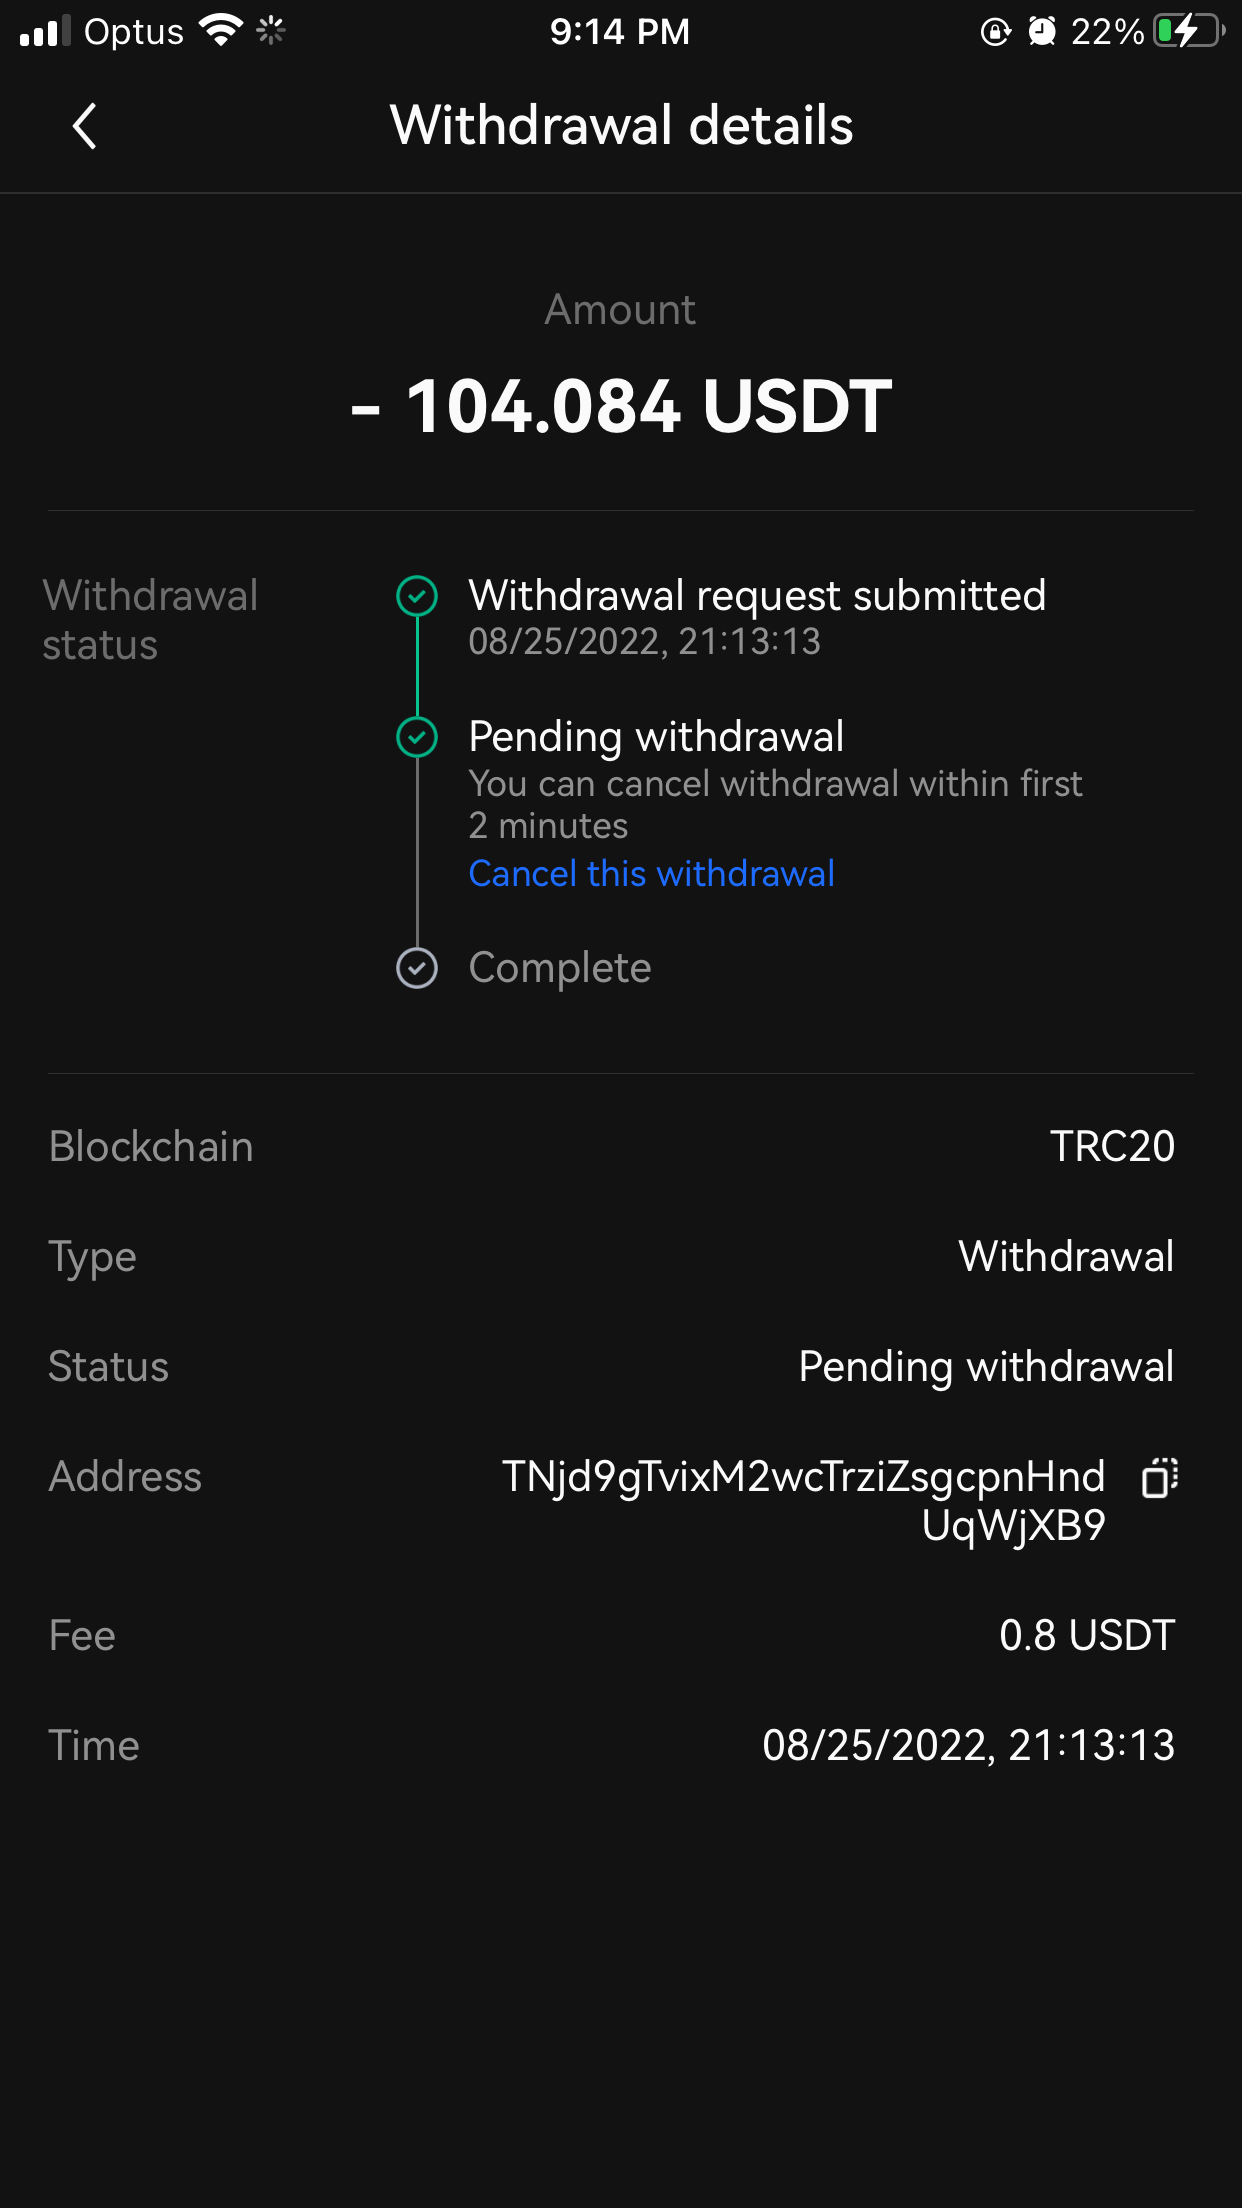 Optus 9:14 PM 22%
Withdrawal details
Amount
- 104.084 USDT
Withdrawal status
Withdrawal request submitted
08/25/2022, 21:13:13
Pending withdrawal
You can cancel withdrawal within first
2 minutes
Cancel this withdrawal
Complete
Blockchain TRC20
Type Withdrawal
Status Pending withdrawal
Address TNjd9gTvixM2wcTrziZsgcpnHnd
UqWjXB9
Fee 0.8 USDT
Time 08/25/2022, 21:13:13